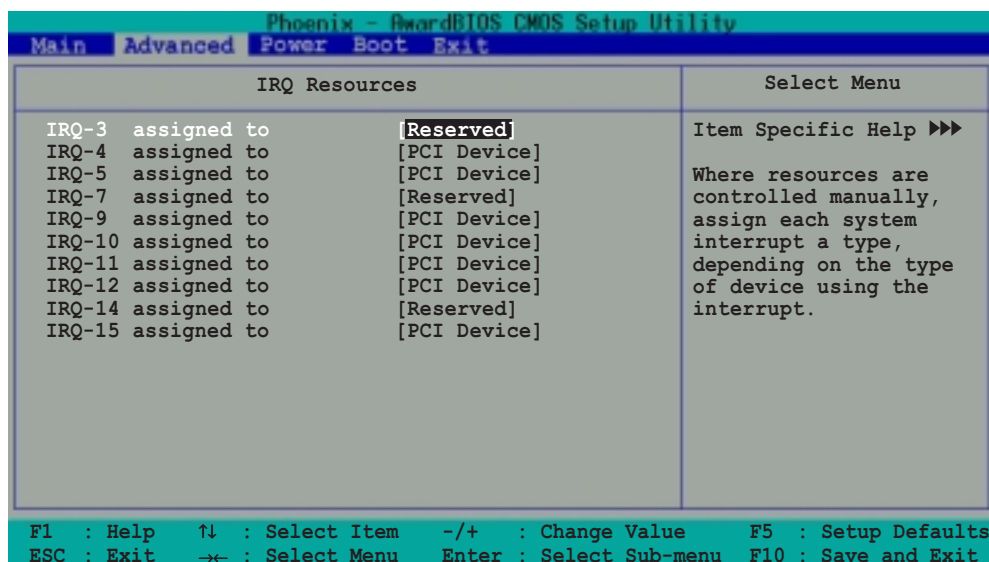 Phoenix - AwardBIOS CMOS Setup Utility
Main Advanced Power Boot Exit
IRQ Resources
Select Menu
IRQ-3 assigned to [Reserved]
IRQ-4 assigned to [PCI Device]
IRQ-5 assigned to [PCI Device]
IRQ-7 assigned to [Reserved]
IRQ-9 assigned to [PCI Device]
IRQ-10 assigned to [PCI Device]
IRQ-11 assigned to [PCI Device]
IRQ-12 assigned to [PCI Device]
IRQ-14 assigned to [Reserved]
IRQ-15 assigned to [PCI Device]
Item Specific Help ▶▶▶
Where resources are
controlled manually,
assign each system
interrupt a type,
depending on the type
of device using the
interrupt.
F1 : Help ↑↓ : Select Item -/+ : Change Value F5 : Setup Defaults
ESC : Exit →← : Select Menu Enter : Select Sub-menu F10 : Save and Exit